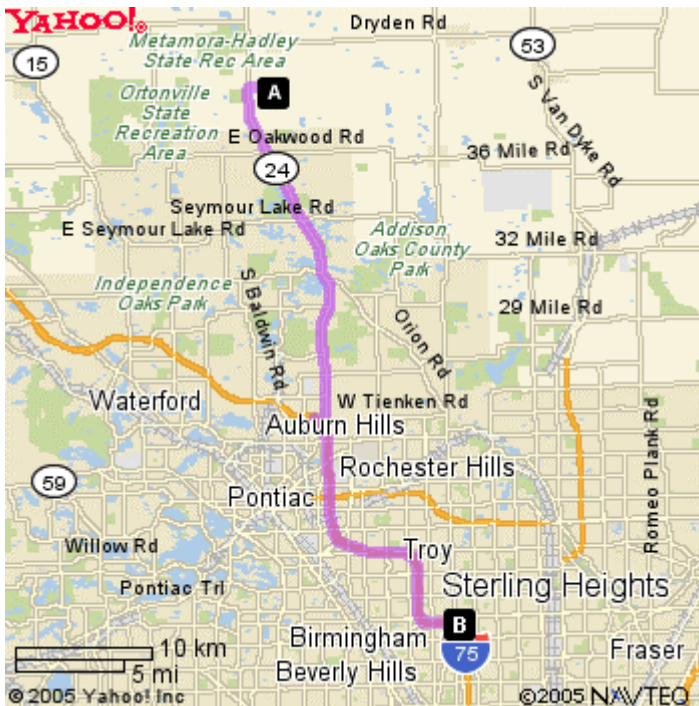 YAHOO!®
Dryden Rd
Metamora-Hadley
State Rec Area
53
15
A
Ortonville
State
Recreation
Area
S Van Dyke Rd
E Oakwood Rd
36 Mile Rd
24
Seymour Lake Rd
E Seymour Lake Rd
Addison
Oaks County
Park
32 Mile Rd
Independence
Oaks Park
S Baldwin Rd
29 Mile Rd
Orion Rd
Waterford
W Tienken Rd
Auburn Hills
Romeo Plank Rd
Rochester Hills
59
Pontiac
Willow Rd
Troy
Pontiac Trl
Sterling Heights
B
10 km
Birmingham
75
Fraser
5 mi
Beverly Hills
© 2005 Yahoo! Inc
©2005 NAVTEQ